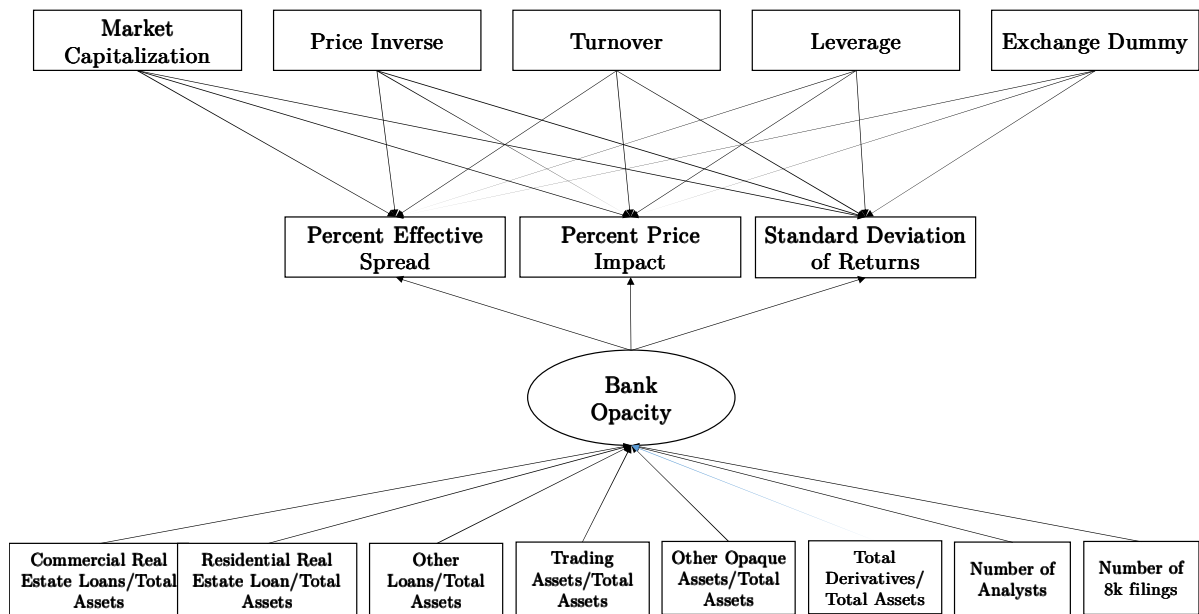 Market
Capitalization
Price Inverse
Turnover
Leverage
Exchange Dummy
Percent Effective
Spread
Percent Price
Impact
Standard Deviation
of Returns
Bank
Opacity
Commercial Real
Estate Loans/Total
Assets
Residential Real
Estate Loan/Total
Assets
Other
Loans/Total
Assets
Trading
Assets/Total
Assets
Other Opaque
Assets/Total
Assets
Total
Derivatives/
Total Assets
Number of
Analysts
Number of
8k filings